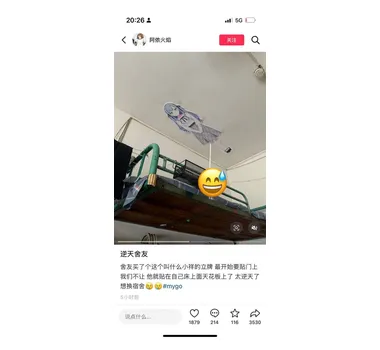 20:26
5G
阿依火焰
关注
逆天舍友
舍友买了个这个叫什么小祥的立牌 最开始要贴门上
我们不让 他就贴在自己床上面天花板上了 太逆天了
想换宿舍 #mygo
说点什么...
1879
214
116
3530